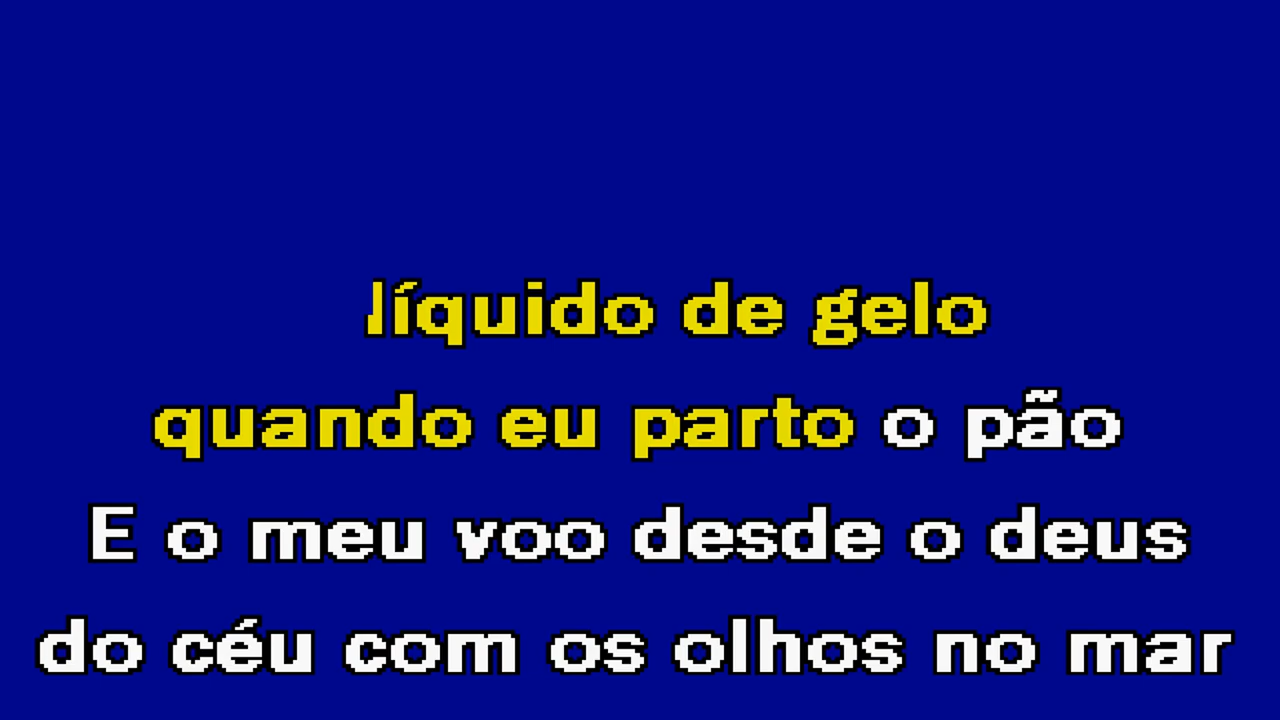 líquido de gelo
quando eu parto o pão
E o meu voo desde o deus
do céu com os olhos no mar